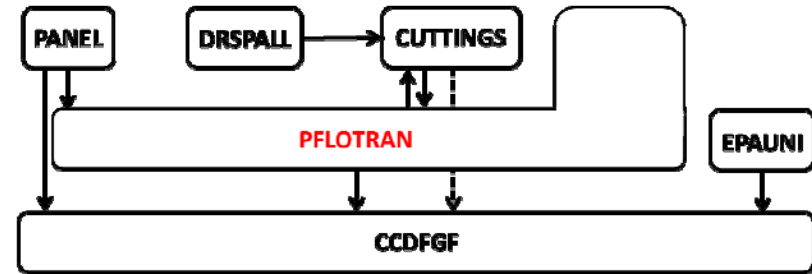 PANEL
DRSPALL
CUTTINGS
PFLOTRAN
EPAUNI
CCDFGF